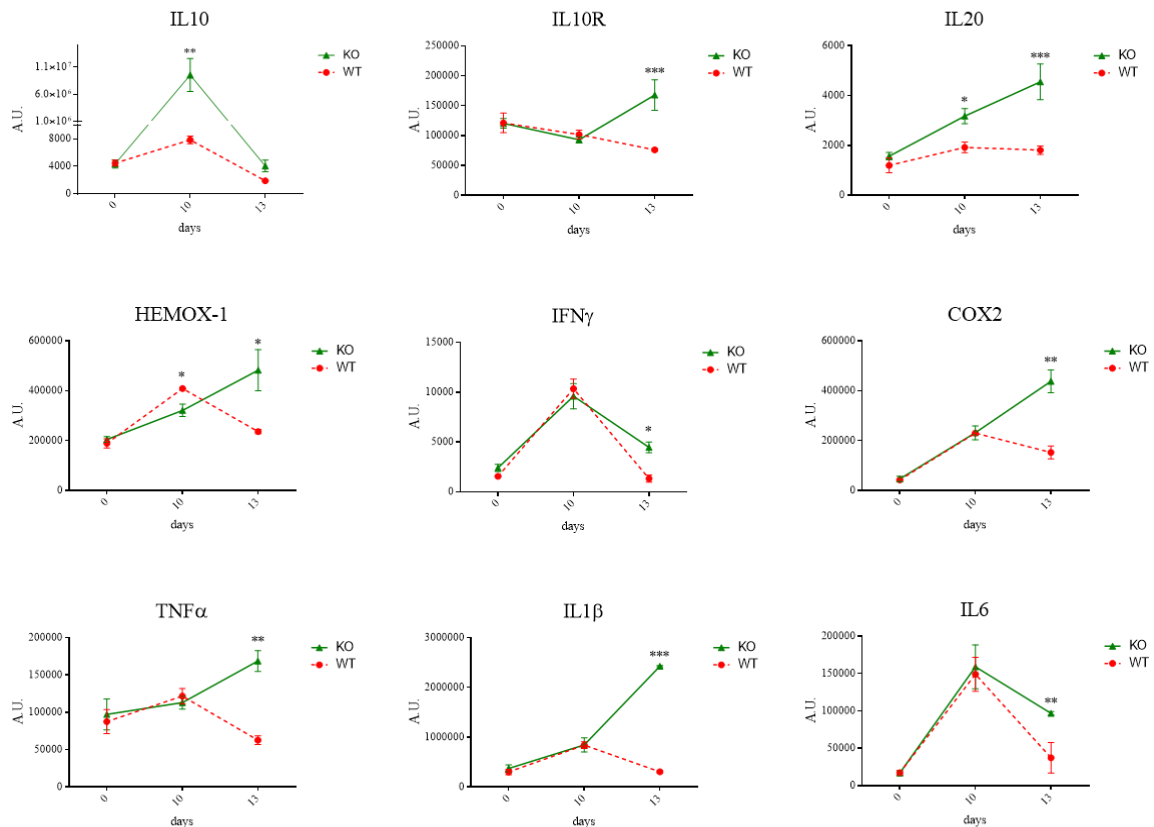 IL10
A.U.
1.1×10⁷
6.0×10⁶
1.0×10⁶
8000
4000
0
**
KO
WT
0
10
13
days
IL10R
A.U.
250000
200000
150000
100000
50000
0
***
KO
WT
0
10
13
days
IL20
A.U.
6000
4000
2000
0
*
***
KO
WT
0
10
13
days
HEMOX-1
A.U.
600000
400000
200000
0
*
*
KO
WT
0
10
13
days
IFNγ
A.U.
15000
10000
5000
0
*
KO
WT
0
10
13
days
COX2
A.U.
600000
400000
200000
0
**
KO
WT
0
10
13
days
TNFα
A.U.
200000
150000
100000
50000
0
**
KO
WT
0
10
13
days
IL1β
A.U.
3000000
2000000
1000000
0
***
KO
WT
0
10
13
days
IL6
A.U.
200000
150000
100000
50000
0
**
KO
WT
0
10
13
days